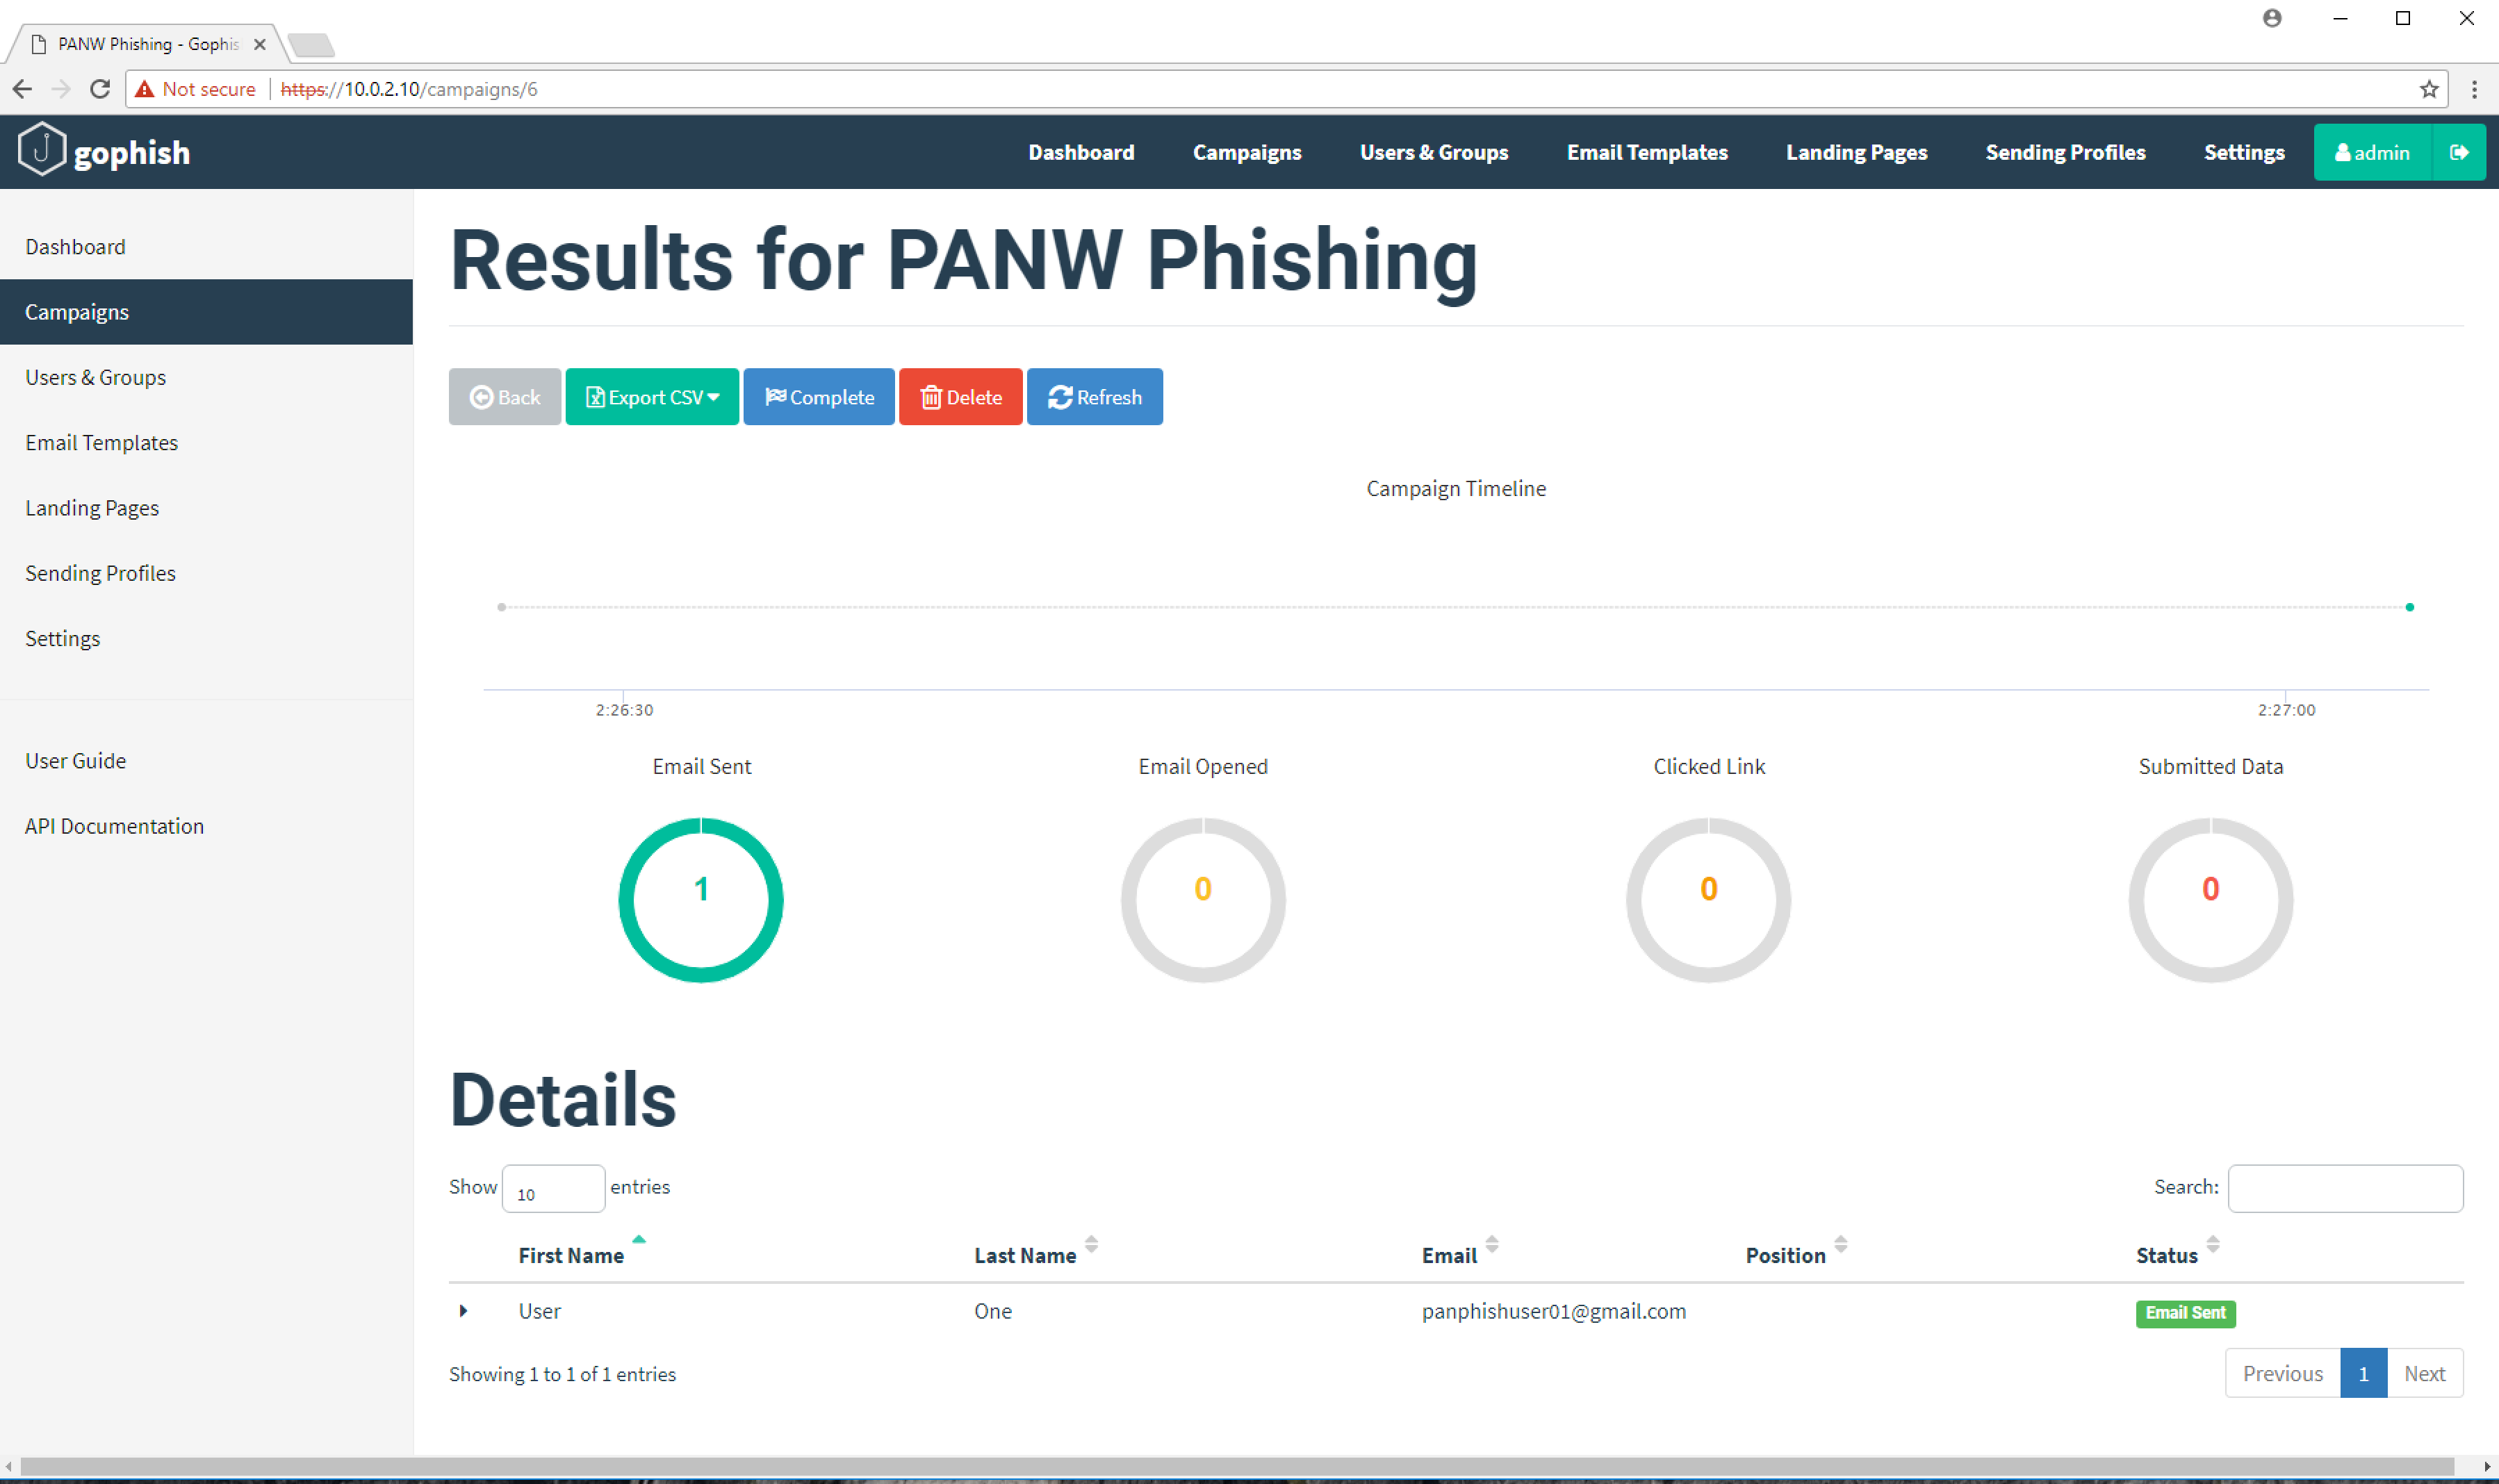 PANW Phishing - Gophis
Not secure | https://10.0.2.10/campaigns/6
gophish
Dashboard Campaigns Users & Groups Email Templates Landing Pages Sending Profiles Settings admin
Dashboard
Campaigns
Users & Groups
Email Templates
Landing Pages
Sending Profiles
Settings
User Guide
API Documentation
Results for PANW Phishing
Back Export CSV Complete Delete Refresh
Campaign Timeline
2:26:30 2:27:00
Email Sent Email Opened Clicked Link Submitted Data
1 0 0 0
Details
Show 10 entries Search:
First Name Last Name Email Position Status
User One panphishuser01@gmail.com Email Sent
Showing 1 to 1 of 1 entries
Previous 1 Next